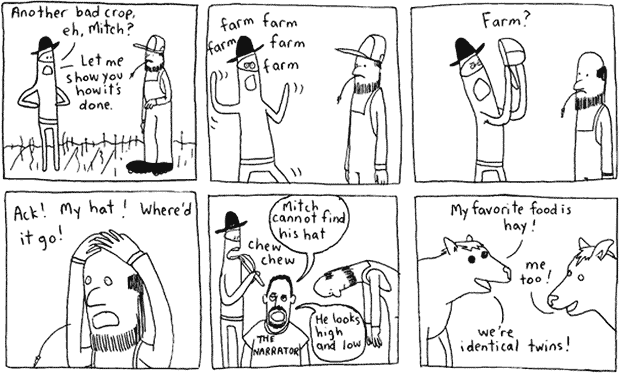 Another bad crop,
eh, Mitch?
Let me
show you
how it's
done.
farm farm
farm farm
farm
Farm?
Ack! My hat! Where'd
it go!
Mitch
cannot find
his hat
chew
chew
He looks
high
and low
THE
NARRATOR
My favorite food is
hay!
me
too!
we're
identical twins!